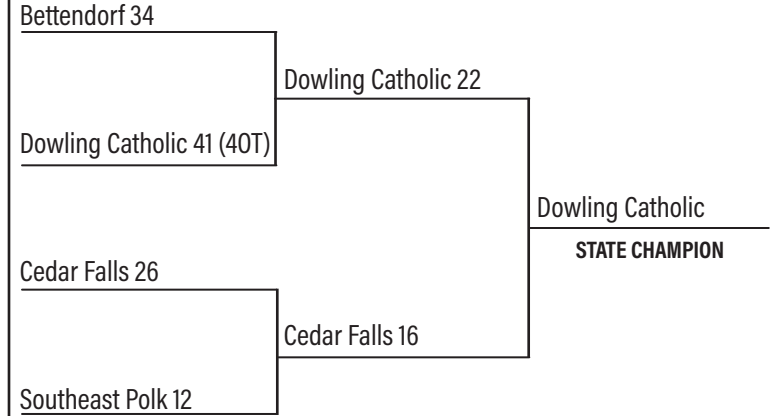 Bettendorf 34
Dowling Catholic 22
Dowling Catholic 41 (4OT)
Dowling Catholic
STATE CHAMPION
Cedar Falls 26
Cedar Falls 16
Southeast Polk 12